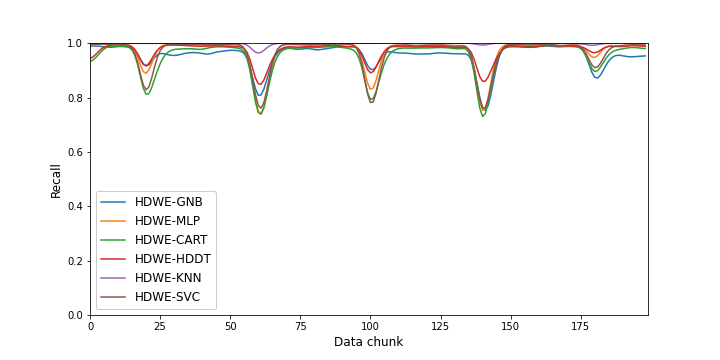 1.0
0.8
0.6
0.4
0.2
0.0
Recall
HDWE-GNB
HDWE-MLP
HDWE-CART
HDWE-HDDT
HDWE-KNN
HDWE-SVC
0 25 50 75 100 125 150 175
Data chunk